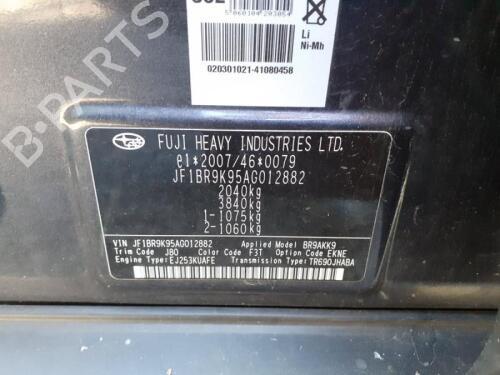 5060104293054
Li
Ni-Mh
020301021-41080458
FUJI HEAVY INDUSTRIES LTD.
e1*2007/46*0079
JF1BR9K95AG012882
2040kg
3840kg
1-1075kg
2-1060kg
VIN JF1BR9K95AG012882 Applied Model BR9AKK9
Trim Code JB0 Color Code F3T Option Code EKNE
Engine Type:EJ253KUAFE Transmission Type:TR690JHABA
B-PARTS